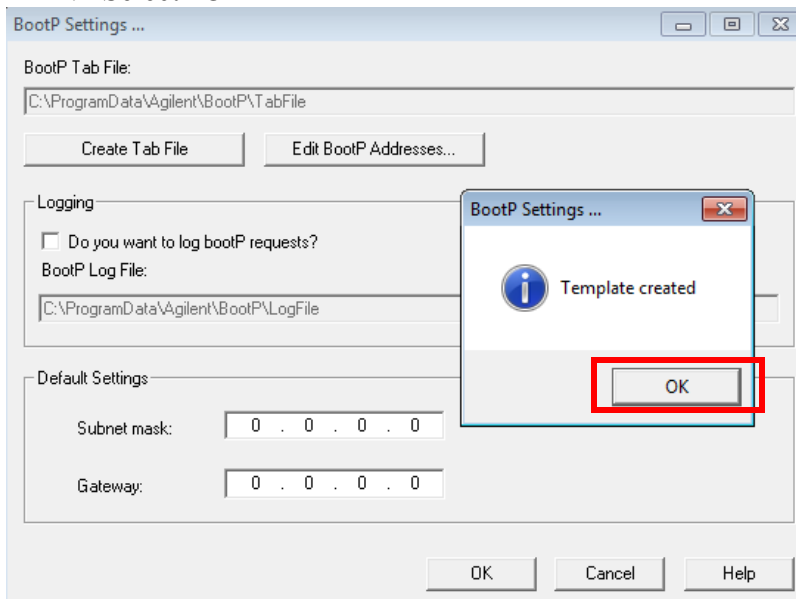 BootP Settings ...
BootP Tab File:
C:\ProgramData\Agilent\BootP\TabFile
Create Tab File
Edit BootP Addresses...
Logging
Do you want to log bootP requests?
BootP Log File:
C:\ProgramData\Agilent\BootP\LogFile
BootP Settings ...
Template created
OK
Default Settings
Subnet mask: 0 . 0 . 0 . 0
Gateway: 0 . 0 . 0 . 0
OK Cancel Help